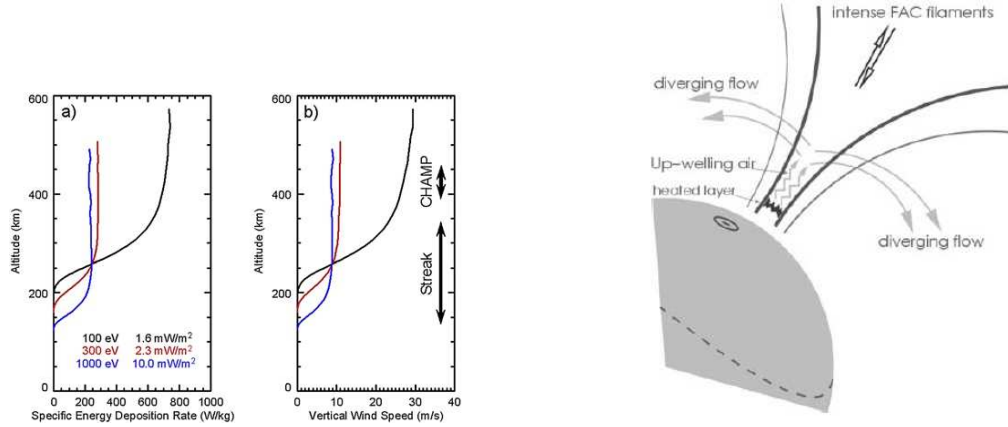 a)
600
400
200
0
Altitude (km)
100 eV 1.6 mW/m²
300 eV 2.3 mW/m²
1000 eV 10.0 mW/m²
0 200 400 600 800 1000
Specific Energy Deposition Rate (W/kg)
b)
600
400
200
0
Altitude (km)
CHAMP
Streak
0 10 20 30 40
Vertical Wind Speed (m/s)
intense FAC filaments
diverging flow
Up-welling air
heated layer
diverging flow